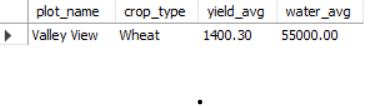 plot_name crop_type yield_avg water_avg
Valley View Wheat 1400.30 55000.00
.